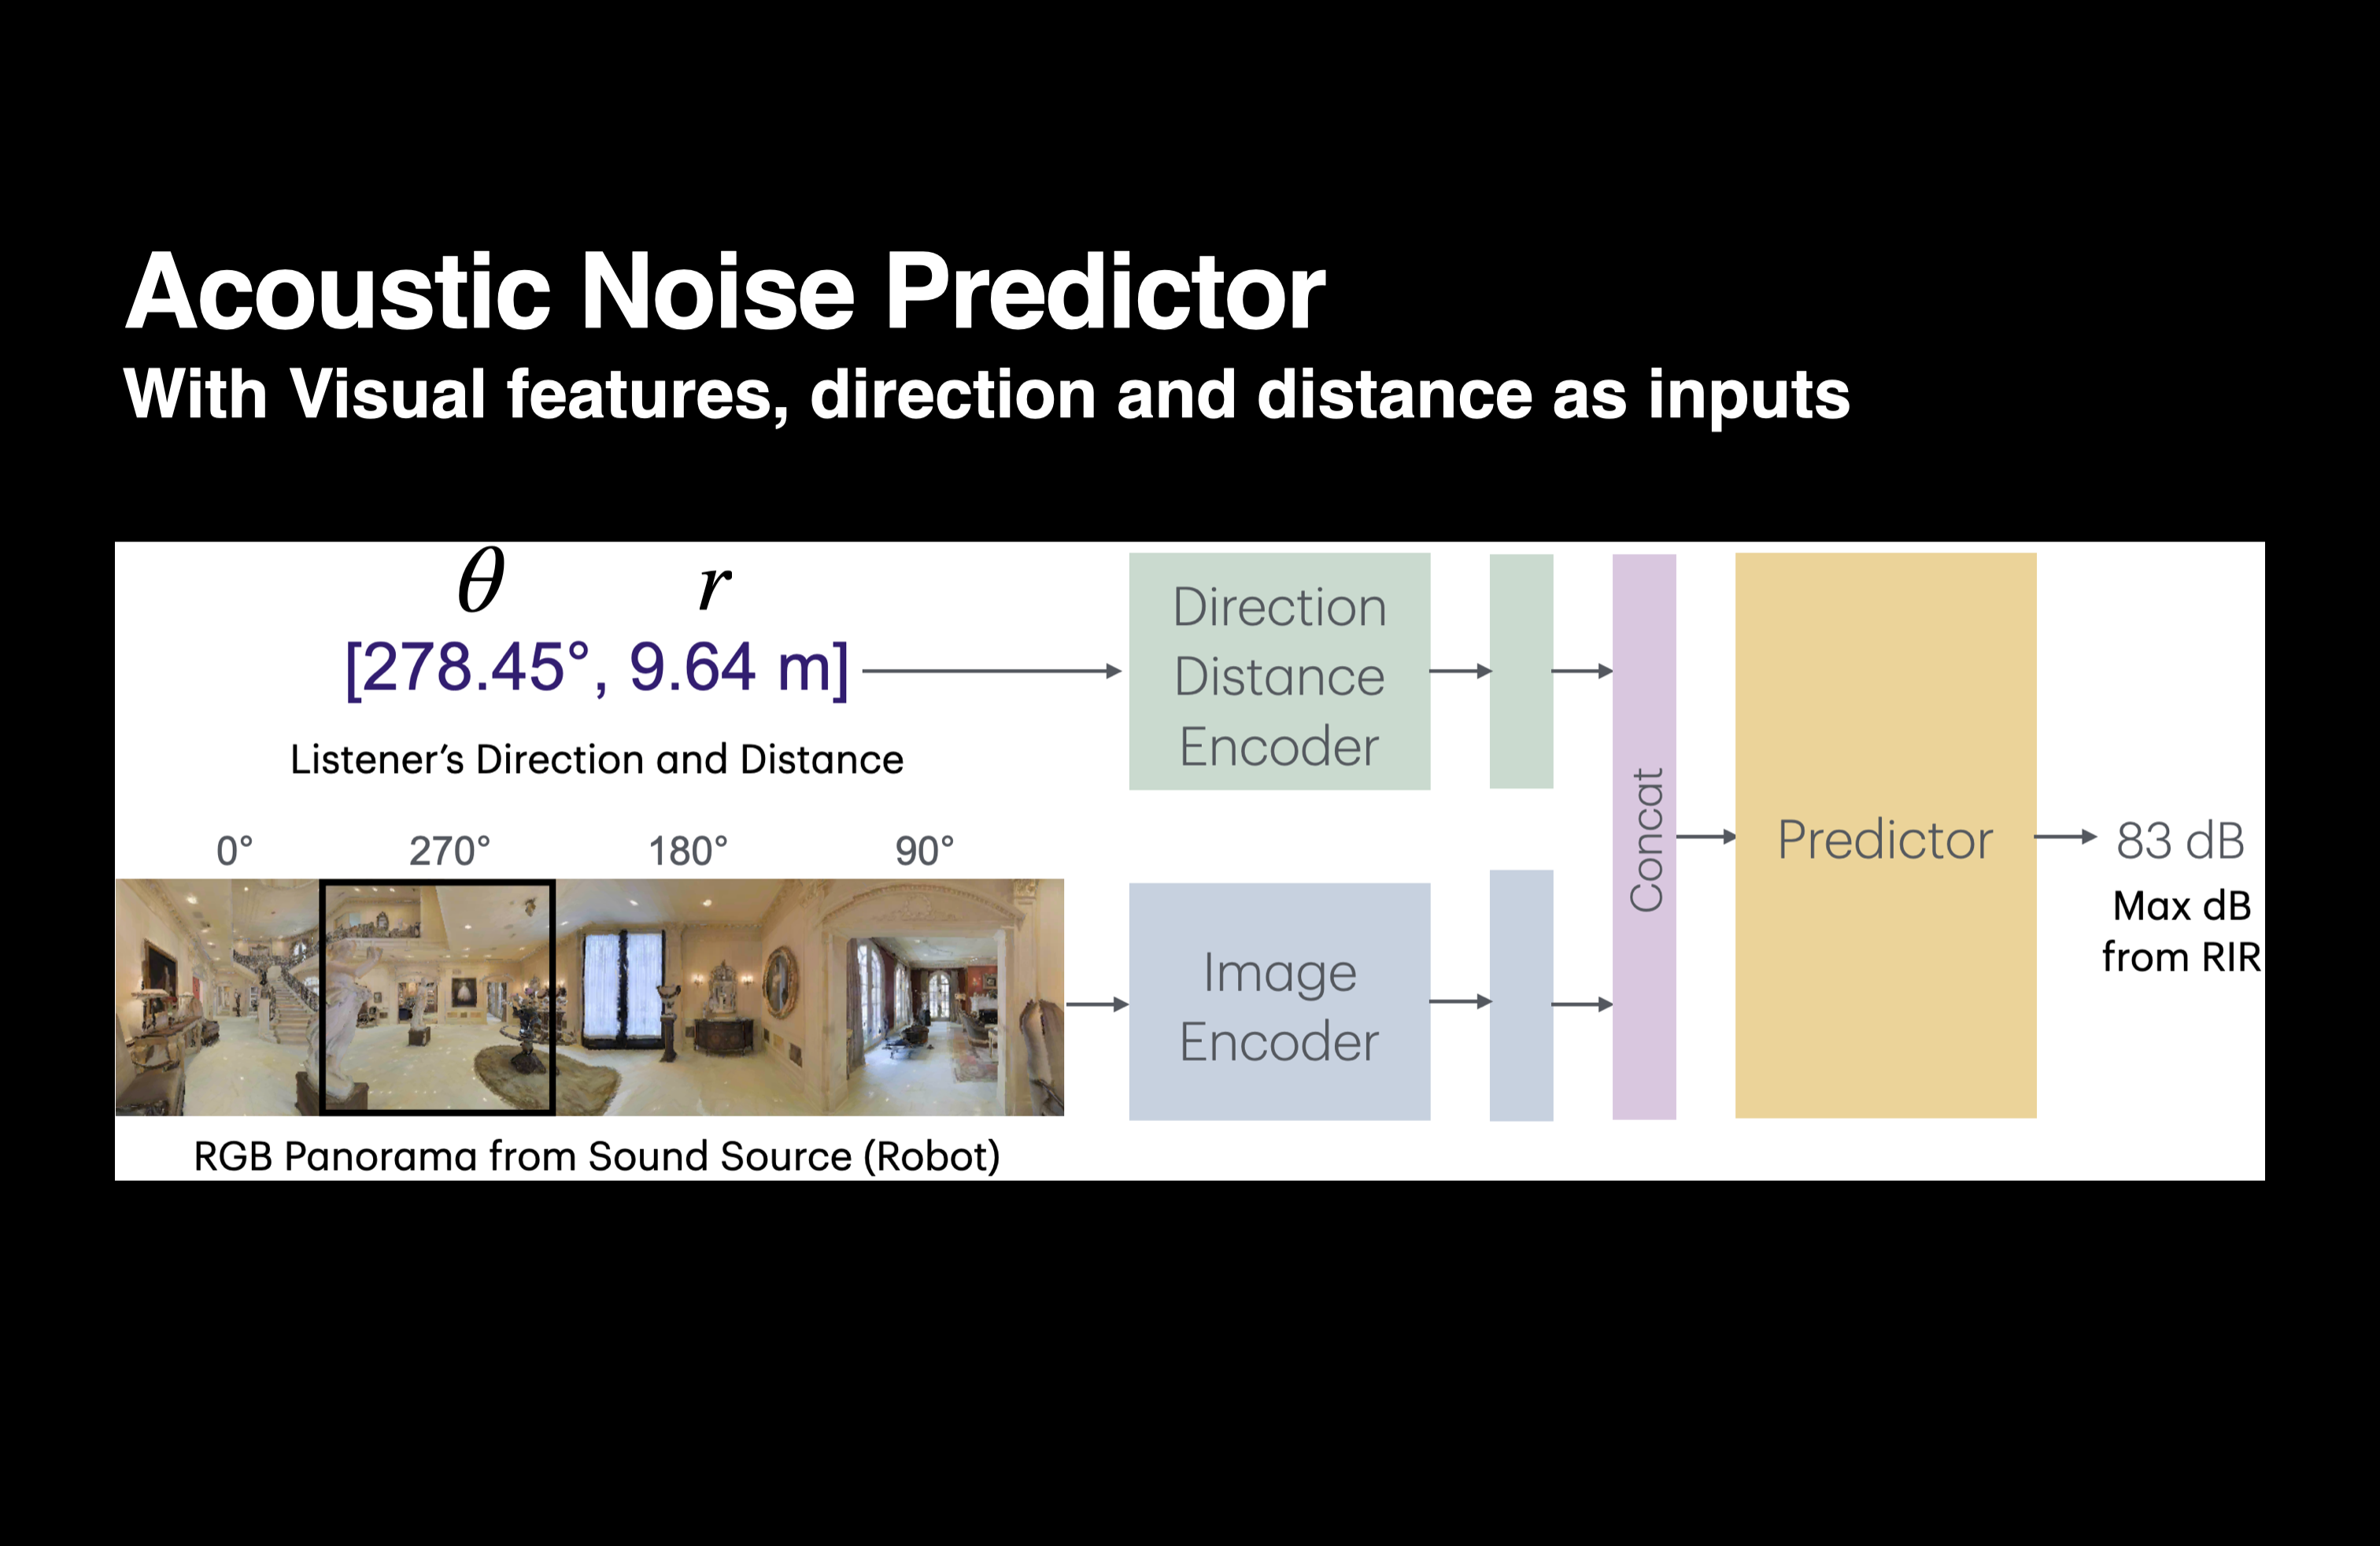 Acoustic Noise Predictor
With Visual features, direction and distance as inputs
θ r
[278.45°, 9.64 m]
Listener’s Direction and Distance
Direction
Distance
Encoder
0° 270° 180° 90°
RGB Panorama from Sound Source (Robot)
Image
Encoder
Concat
Predictor
83 dB
Max dB
from RIR